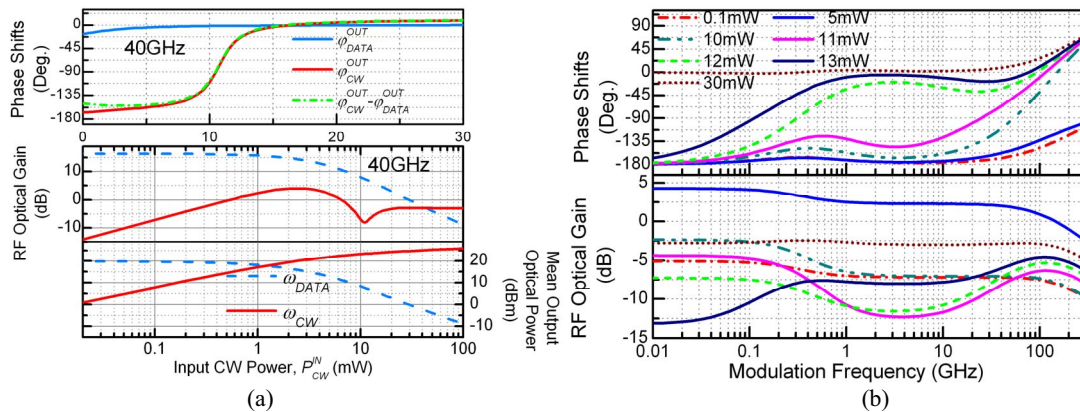 0
-45
-90
-135
-180
Phase Shifts
(Deg.)
40GHz
φ_DATA^OUT
φ_CW^OUT
φ_CW^OUT-φ_DATA^OUT
0 10 20 30
10
0
-10
RF Optical Gain
(dB)
40GHz
ω_DATA
ω_CW
20
10
0
-10
Mean Output
Optical Power
(dBm)
0.1 1 10 100
Input CW Power, P_CW^IN (mW)
(a)
90
45
0
-45
-90
-135
-180
Phase Shifts
(Deg.)
0.1mW 5mW
10mW 11mW
12mW 13mW
30mW
5
0
-5
-10
-15
RF Optical Gain
(dB)
0.01 0.1 1 10 100
Modulation Frequency (GHz)
(b)